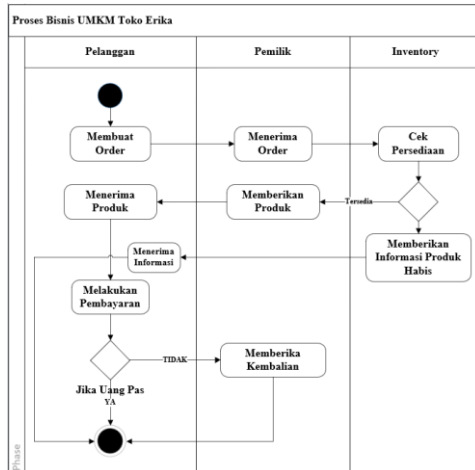 Proses Bisnis UMKM Toko Erika
Pelanggan
Pemilik
Inventory
Membuat
Order
Menerima
Order
Cek
Persediaan
Menerima
Produk
Memberikan
Produk
Tersedia
Menerima
Informasi
Memberikan
Informasi Produk
Habis
Melakukan
Pembayaran
TIDAK
Memberika
Kembalian
Jika Uang Pas
YA
Phase